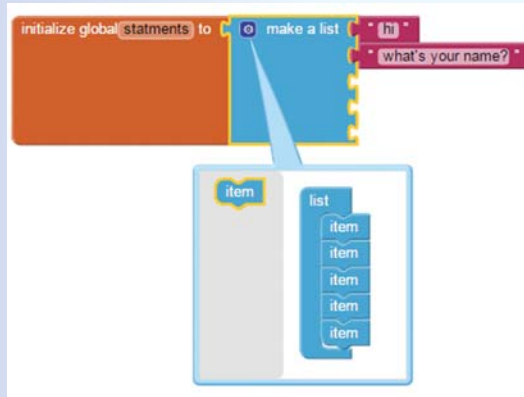 initialize global statments to make a list " hi "
" what's your name? "
item
list
item
item
item
item
item